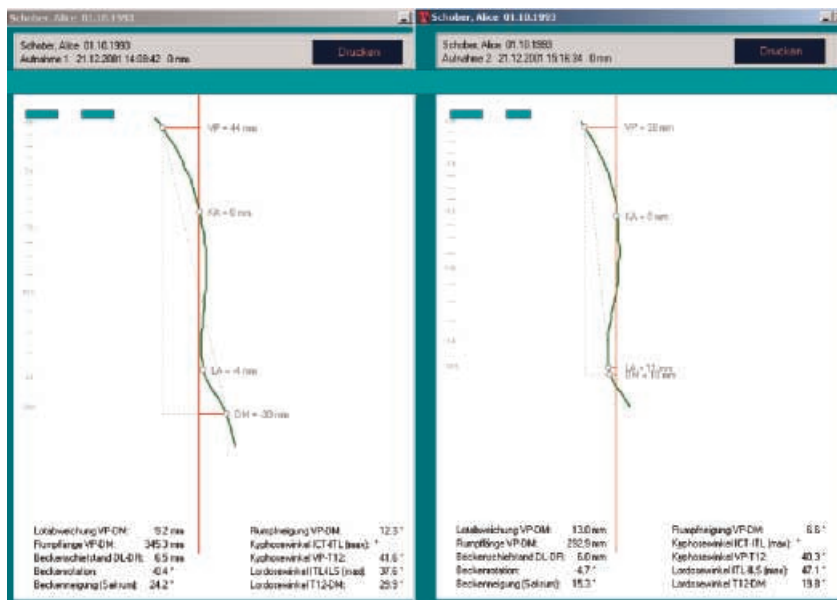 Schober, Alice 01.10.1993
Schober, Alice 01.10.1993
Aufnahme 1 21.12.2001 14:08:42 0 mm
Drucken
VP = 44 mm
KA = 0 mm
LA = -4 mm
DM = -33 mm
Lotabweichung VP-DM: 9.2 mm
Rumpflänge VP-DM: 345.3 mm
Beckenschiefstand DL-DR: 6.5 mm
Beckenrotation: -0.4 °
Beckenneigung (Sakrum): 24.2 °
Rumpfneigung VP-DM: 12.3 °
Kyphosewinkel ICT-ITL (max): °
Kyphosewinkel VP-T12: 41.6 °
Lordosewinkel ITL-ILS (max): 37.6 °
Lordosewinkel T12-DM: 29.9 °
Schober, Alice 01.10.1993
Schober, Alice 01.10.1993
Aufnahme 2 21.12.2001 15:16:34 0 mm
Drucken
VP = 38 mm
KA = 0 mm
DM = 10 mm
Lotabweichung VP-DM: 13.0 mm
Rumpflänge VP-DM: 292.9 mm
Beckenschiefstand DL-DR: 6.0 mm
Beckenrotation: -4.7 °
Beckenneigung (Sakrum): 15.3 °
Rumpfneigung VP-DM: 6.6 °
Kyphosewinkel ICT-ITL (max): °
Kyphosewinkel VP-T12: 40.3 °
Lordosewinkel ITL-ILS (max): 47.1 °
Lordosewinkel T12-DM: 19.8 °